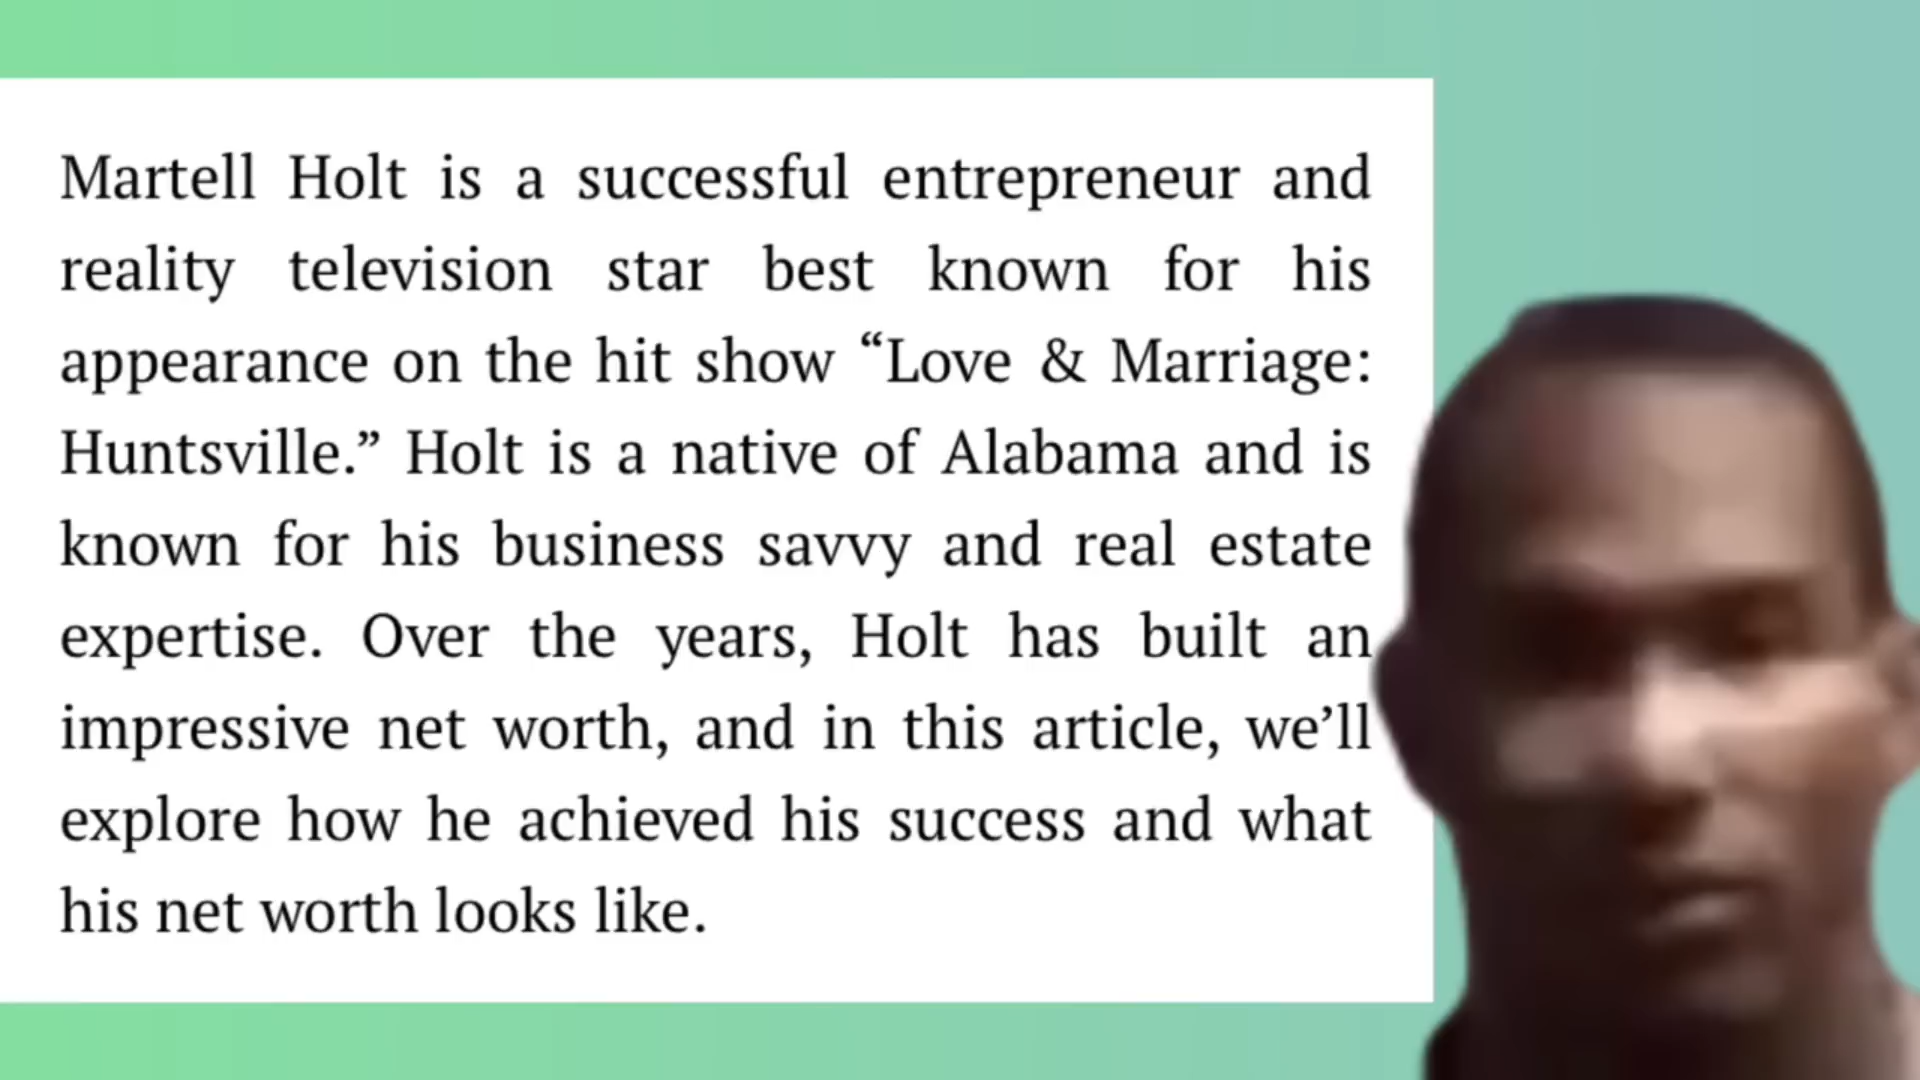 Martell Holt is a successful entrepreneur and
reality television star best known for his
appearance on the hit show “Love & Marriage:
Huntsville.” Holt is a native of Alabama and is
known for his business savvy and real estate
expertise. Over the years, Holt has built an
impressive net worth, and in this article, we’ll
explore how he achieved his success and what
his net worth looks like.